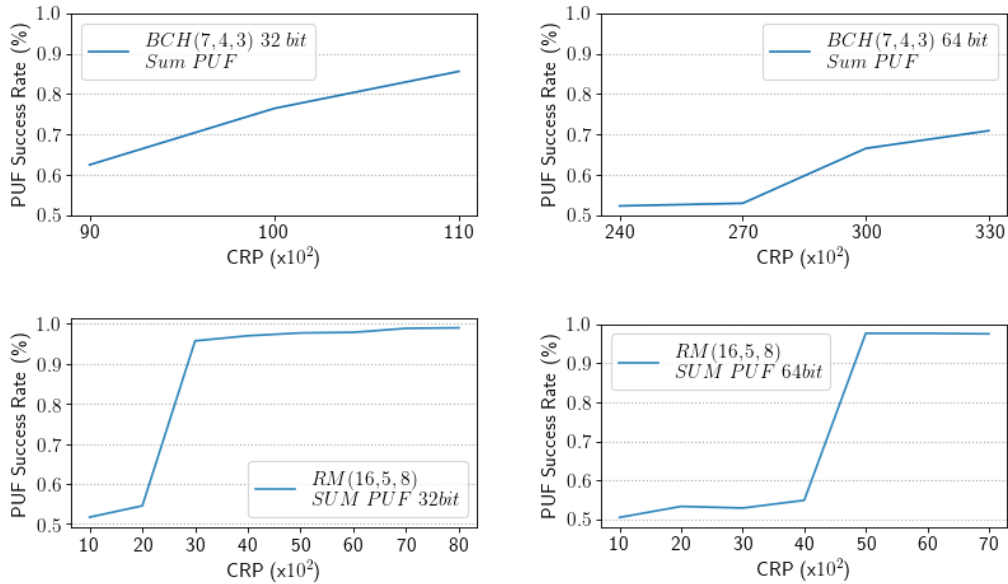 PUF Success Rate (%)
1.0
0.9
0.8
0.7
0.6
0.5
BCH(7, 4, 3) 32 bit
Sum PUF
90
100
110
CRP (x10²)
PUF Success Rate (%)
1.0
0.9
0.8
0.7
0.6
0.5
BCH(7, 4, 3) 64 bit
Sum PUF
240
270
300
330
CRP (x10²)
PUF Success Rate (%)
1.0
0.9
0.8
0.7
0.6
0.5
RM(16,5,8)
SUM PUF 32bit
10
20
30
40
50
60
70
80
CRP (x10²)
PUF Success Rate (%)
1.0
0.9
0.8
0.7
0.6
0.5
RM(16,5,8)
SUM PUF 64bit
10
20
30
40
50
60
70
CRP (x10²)